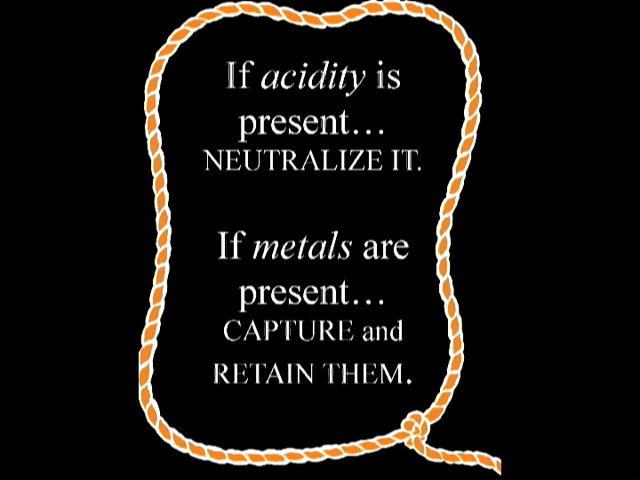 If acidity is
present…
NEUTRALIZE IT.
If metals are
present…
CAPTURE and
RETAIN THEM.